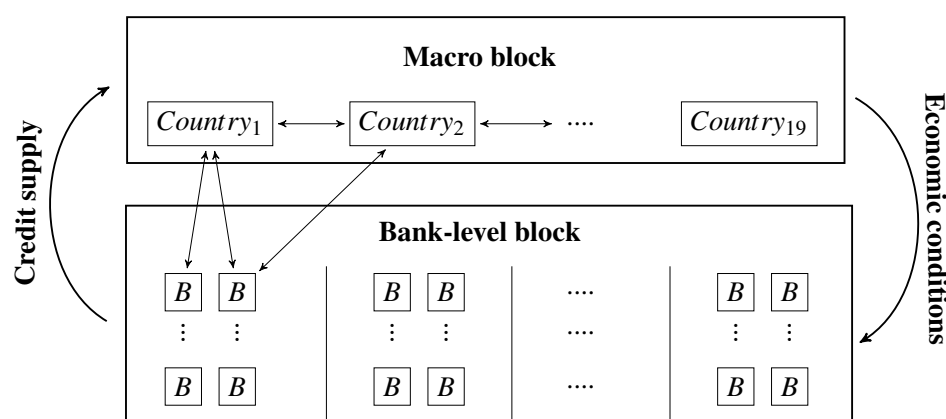 Macro block
Country₁ Country₂ .... Country₁₉
Credit supply
Economic conditions
Bank-level block
B B B B .... B B
⋮ ⋮ ⋮ ⋮ .... ⋮ ⋮
B B B B .... B B